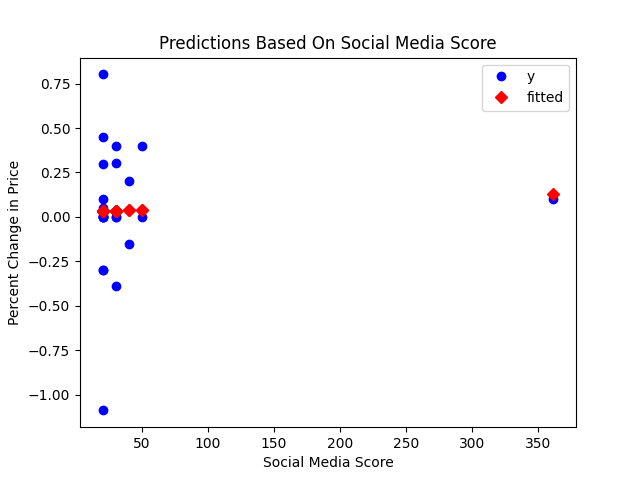 Predictions Based On Social Media Score
y
fitted
0.75
0.50
0.25
0.00
−0.25
−0.50
−0.75
−1.00
Percent Change in Price
50 100 150 200 250 300 350
Social Media Score